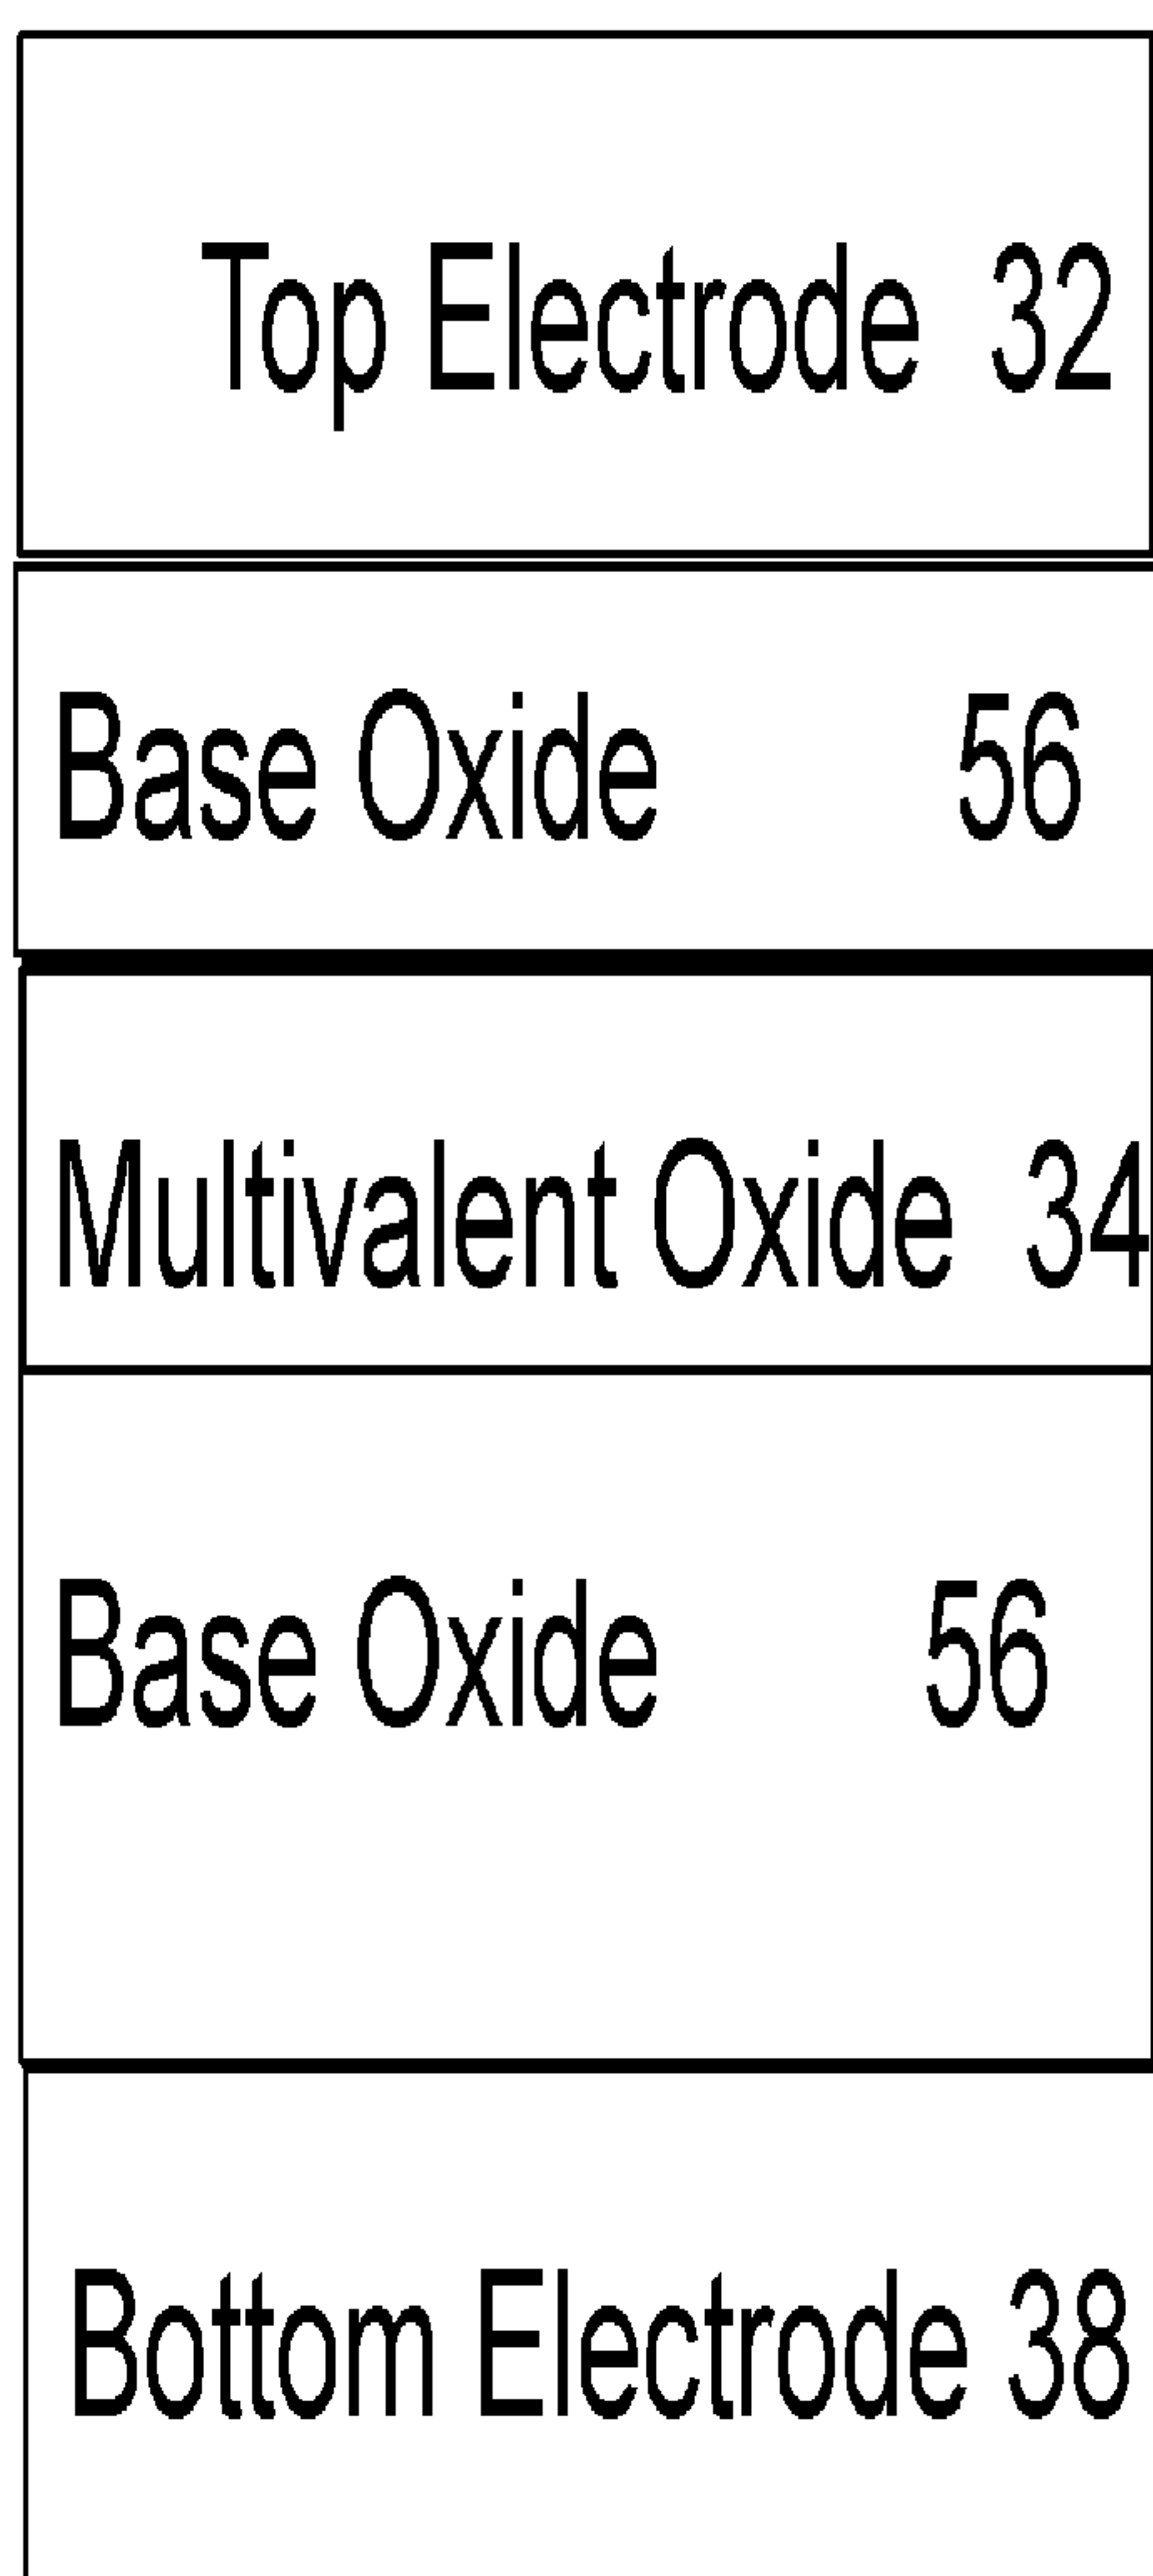 Top Electrode 32
Base Oxide 56
Multivalent Oxide 34
Base Oxide 56
Bottom Electrode 38